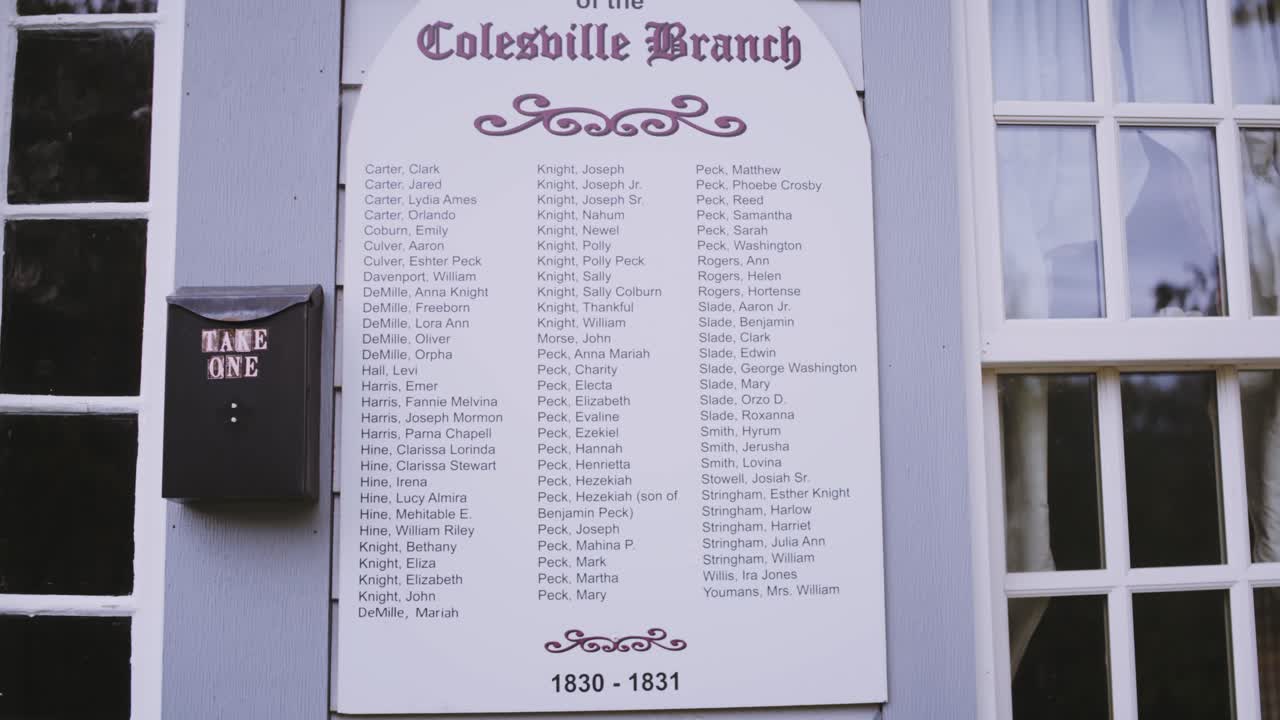 of the
Colesville Branch
Carter, Clark
Carter, Jared
Carter, Lydia Ames
Carter, Orlando
Coburn, Emily
Culver, Aaron
Culver, Eshter Peck
Davenport, William
DeMille, Anna Knight
DeMille, Freeborn
DeMille, Lora Ann
DeMille, Oliver
DeMille, Orpha
Hall, Levi
Harris, Emer
Harris, Fannie Melvina
Harris, Joseph Mormon
Harris, Parna Chapell
Hine, Clarissa Lorinda
Hine, Clarissa Stewart
Hine, Irena
Hine, Lucy Almira
Hine, Mehitable E.
Hine, William Riley
Knight, Bethany
Knight, Eliza
Knight, Elizabeth
Knight, John
DeMille, Mariah
Knight, Joseph
Knight, Joseph Jr.
Knight, Joseph Sr.
Knight, Nahum
Knight, Newel
Knight, Polly
Knight, Polly Peck
Knight, Sally
Knight, Sally Colburn
Knight, Thankful
Knight, William
Morse, John
Peck, Anna Mariah
Peck, Charity
Peck, Electa
Peck, Elizabeth
Peck, Evaline
Peck, Ezekiel
Peck, Hannah
Peck, Henrietta
Peck, Hezekiah
Peck, Hezekiah (son of
Benjamin Peck)
Peck, Joseph
Peck, Mahina P.
Peck, Mark
Peck, Martha
Peck, Mary
Peck, Matthew
Peck, Phoebe Crosby
Peck, Reed
Peck, Samantha
Peck, Sarah
Peck, Washington
Rogers, Ann
Rogers, Helen
Rogers, Hortense
Slade, Aaron Jr.
Slade, Benjamin
Slade, Clark
Slade, Edwin
Slade, George Washington
Slade, Mary
Slade, Orzo D.
Slade, Roxanna
Smith, Hyrum
Smith, Jerusha
Smith, Lovina
Stowell, Josiah Sr.
Stringham, Esther Knight
Stringham, Harlow
Stringham, Harriet
Stringham, Julia Ann
Stringham, William
Willis, Ira Jones
Youmans, Mrs. William
1830 - 1831
TAKE
ONE